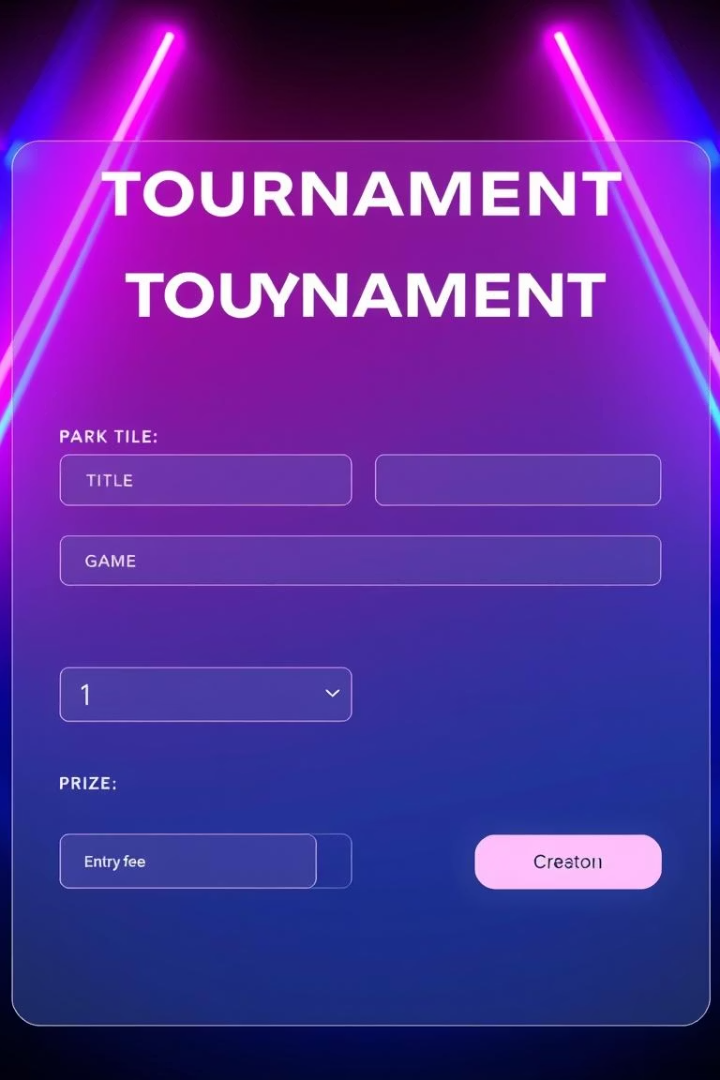 TOURNAMENT
TOUYNAMENT
PARK TILE:
TITLE
GAME
1
PRIZE:
Entry fee
Creaton